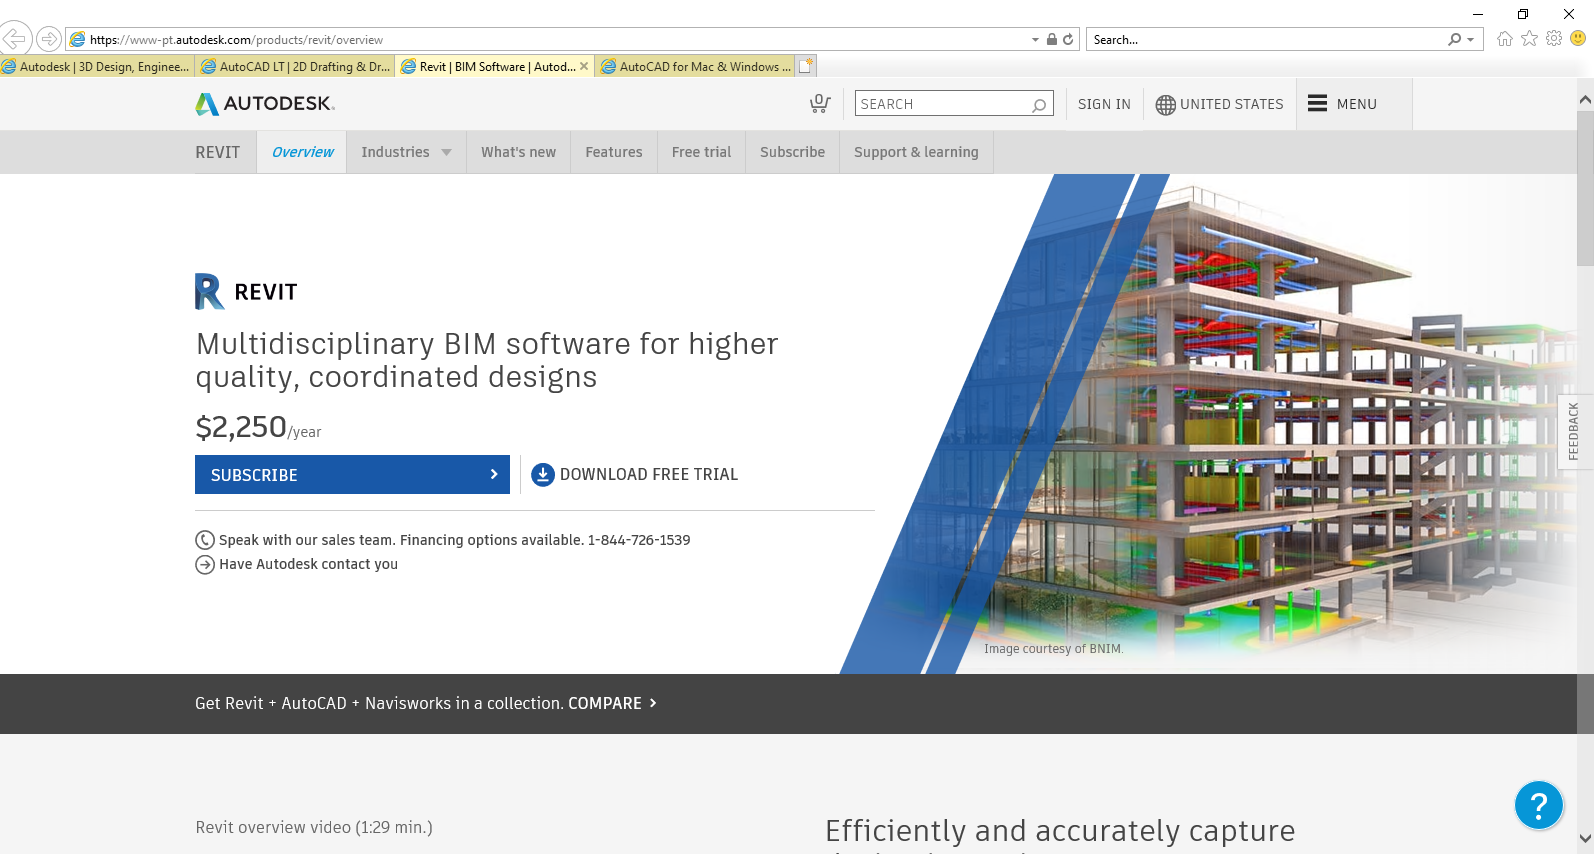 https://www-pt.autodesk.com/products/revit/overview
Search...
Autodesk | 3D Design, Enginee...
AutoCAD LT | 2D Drafting & Dr...
Revit | BIM Software | Autod...
AutoCAD for Mac & Windows ...
AUTODESK.
0
SEARCH
SIGN IN
UNITED STATES
MENU
REVIT
Overview
Industries
What's new
Features
Free trial
Subscribe
Support & learning
REVIT
Multidisciplinary BIM software for higher
quality, coordinated designs
$2,250/year
SUBSCRIBE
DOWNLOAD FREE TRIAL
Speak with our sales team. Financing options available. 1-844-726-1539
Have Autodesk contact you
Image courtesy of BNIM.
FEEDBACK
Get Revit + AutoCAD + Navisworks in a collection. COMPARE
?
Revit overview video (1:29 min.)
Efficiently and accurately capture